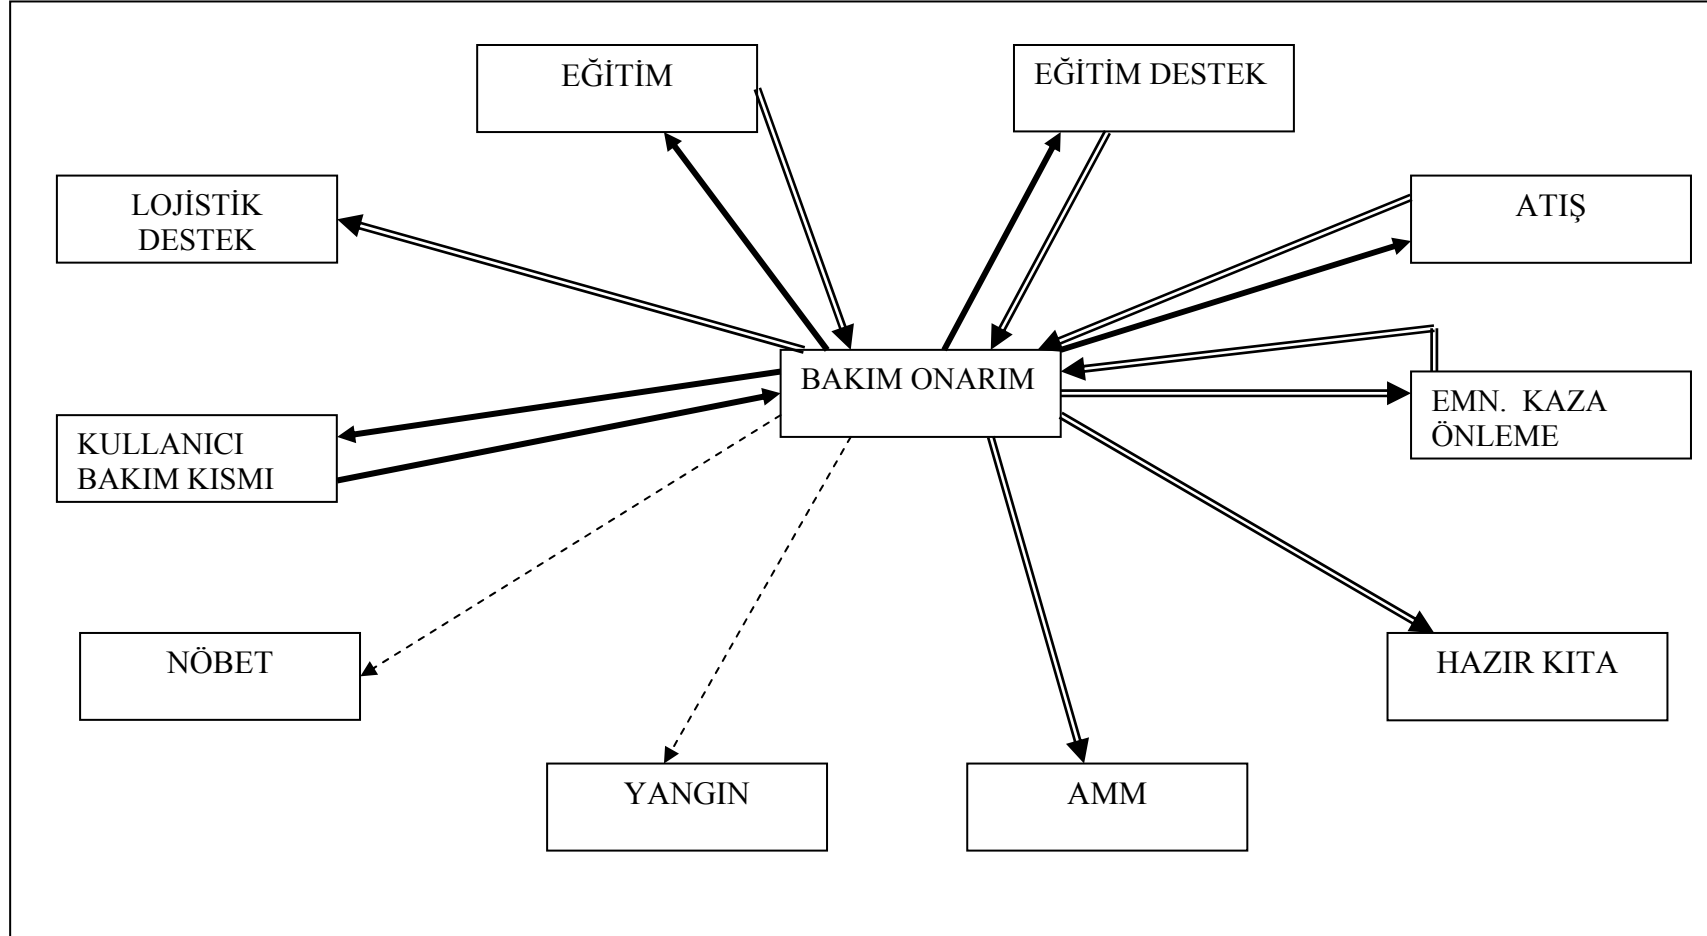 EĞİTİM
EĞİTİM DESTEK
LOJİSTİK
DESTEK
ATIŞ
BAKIM ONARIM
EMN. KAZA
ÖNLEME
KULLANICI
BAKIM KISMI
NÖBET
HAZIR KITA
YANGIN
AMM